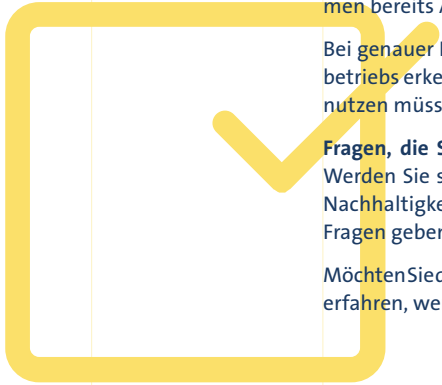 men bereits
Bei genauer
betriebs erke
nutzen müss
Fragen, die S
Werden Sie s
Nachhaltigke
Fragen geber
MöchtenSied
erfahren, we